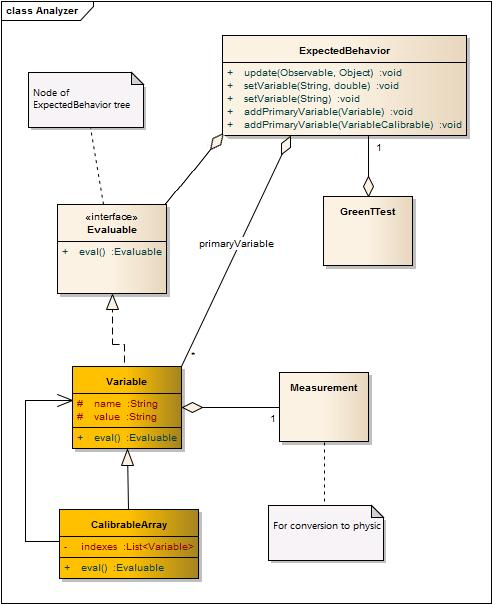 class Analyzer
ExpectedBehavior
+ update(Observable, Object) :void
+ setVariable(String, double) :void
+ setVariable(String) :void
+ addPrimaryVariable(Variable) :void
+ addPrimaryVariable(VariableCalibrable) :void
Node of
ExpectedBehavior tree
1
GreenTTest
«interface»
Evaluable
+ eval() :Evaluable
primaryVariable
*
Variable
# name :String
# value :String
+ eval() :Evaluable
Measurement
1
CalibrableArray
- indexes :List<Variable>
+ eval() :Evaluable
For conversion to physic